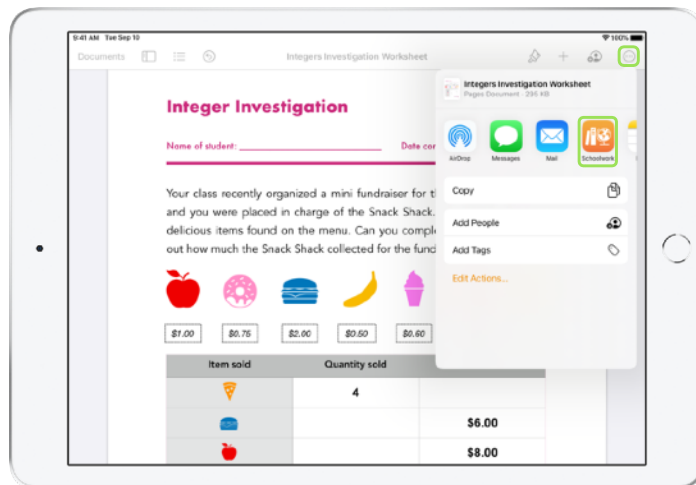 9:41 AM Tue Sep 10
100%
Documents
Integers Investigation Worksheet
Integers Investigation Worksheet
Pages Document · 295 KB
AirDrop
Messages
Mail
Schoolwork
Copy
Add People
Add Tags
Edit Actions...
Integer Investigation
Name of student:
Date cor
Your class recently organized a mini fundraiser for t
and you were placed in charge of the Snack Shack.
delicious items found on the menu. Can you compl
out how much the Snack Shack collected for the fund
$1.00 $0.75 $2.00 $0.50 $0.60
Item sold Quantity sold
4
$6.00
$8.00